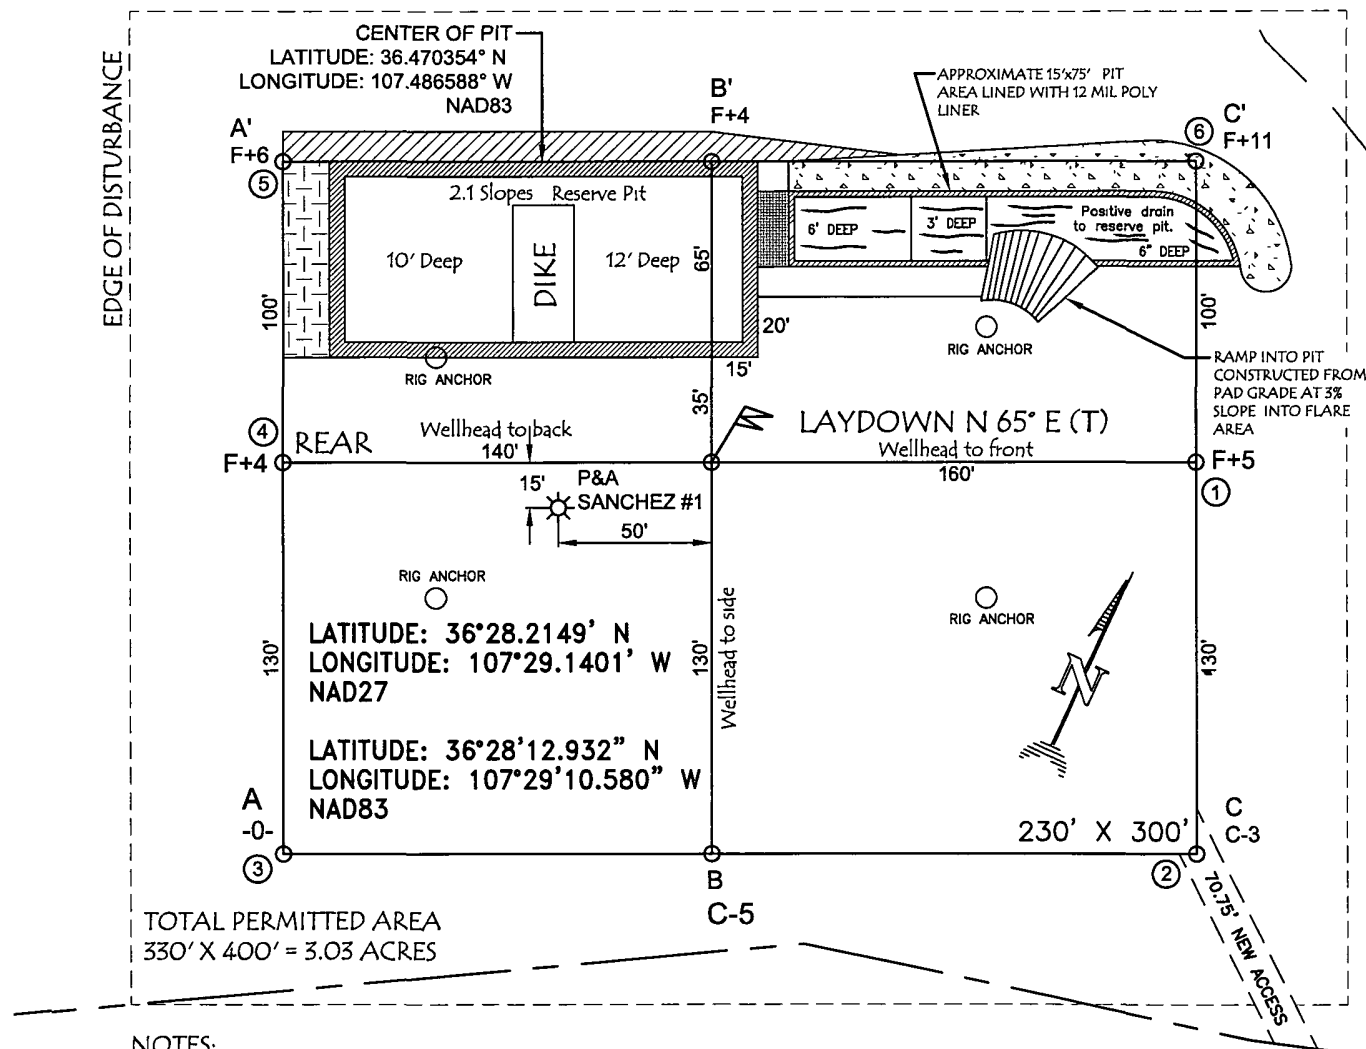 CENTER OF PIT
LATITUDE: 36.470354° N
LONGITUDE: 107.486588° W
NAD83
EDGE OF DISTURBANCE
A'
F+6
5
B'
F+4
APPROXIMATE 15'x75' PIT
AREA LINED WITH 12 MIL POLY
LINER
6
C'
F+11
2.1 Slopes Reserve Pit
10' Deep
DIKE
12' Deep
65'
6' DEEP
3' DEEP
Positive drain
to reserve pit.
6" DEEP
100'
20'
15'
35'
100'
RIG ANCHOR
RIG ANCHOR
RAMP INTO PIT
CONSTRUCTED FROM
PAD GRADE AT 3%
SLOPE INTO FLARE
AREA
4
REAR
F+4
Wellhead to back
140'
LAYDOWN N 65° E (T)
Wellhead to front
160'
F+5
1
15'
P&A
SANCHEZ #1
50'
RIG ANCHOR
RIG ANCHOR
LATITUDE: 36°28.2149' N
LONGITUDE: 107°29.1401' W
NAD27
130'
130'
Wellhead to side
130'
N
LATITUDE: 36°28'12.932" N
LONGITUDE: 107°29'10.580" W
NAD83
A
-0-
3
230' X 300'
C
C-3
2
B
C-5
70.75' NEW ACCESS
TOTAL PERMITTED AREA
330' X 400' = 3.03 ACRES
NOTES: